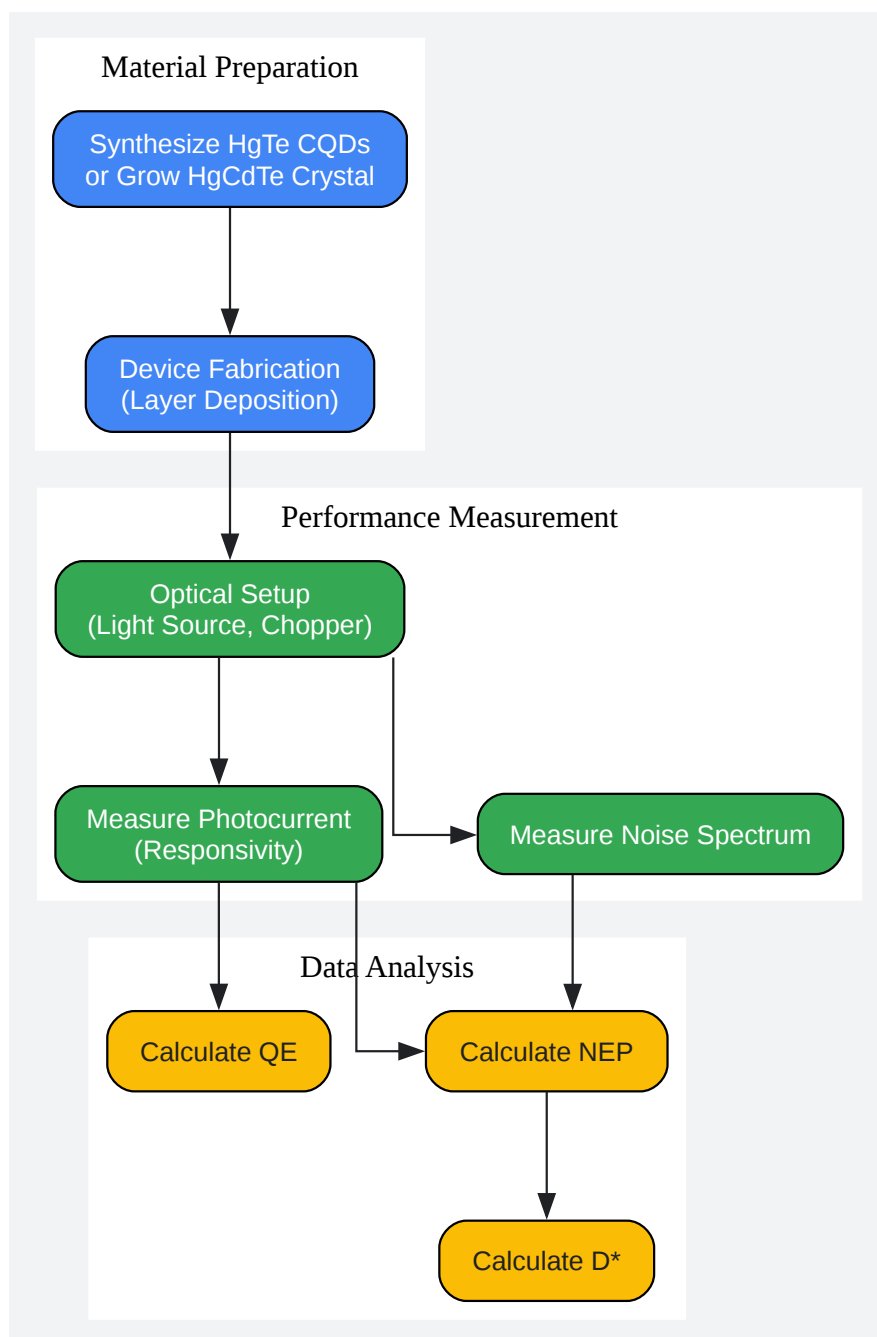 Material Preparation
Synthesize HgTe CQDs
or Grow HgCdTe Crystal
Device Fabrication
(Layer Deposition)
Performance Measurement
Optical Setup
(Light Source, Chopper)
Measure Photocurrent
(Responsivity)
Measure Noise Spectrum
Data Analysis
Calculate QE
Calculate NEP
Calculate D*